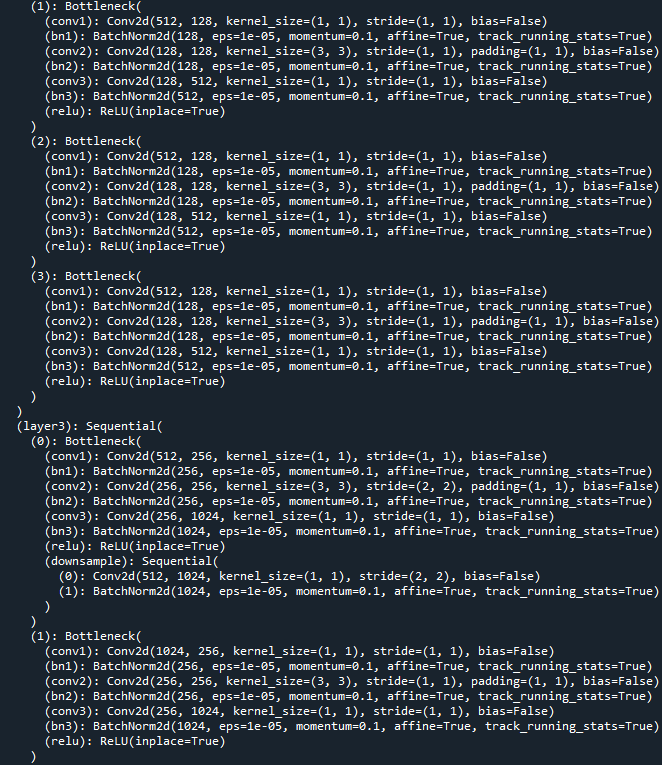 (1): Bottleneck(
(conv1): Conv2d(512, 128, kernel_size=(1, 1), stride=(1, 1), bias=False)
(bn1): BatchNorm2d(128, eps=1e-05, momentum=0.1, affine=True, track_running_stats=True)
(conv2): Conv2d(128, 128, kernel_size=(3, 3), stride=(1, 1), padding=(1, 1), bias=False)
(bn2): BatchNorm2d(128, eps=1e-05, momentum=0.1, affine=True, track_running_stats=True)
(conv3): Conv2d(128, 512, kernel_size=(1, 1), stride=(1, 1), bias=False)
(bn3): BatchNorm2d(512, eps=1e-05, momentum=0.1, affine=True, track_running_stats=True)
(relu): ReLU(inplace=True)
)
(2): Bottleneck(
(conv1): Conv2d(512, 128, kernel_size=(1, 1), stride=(1, 1), bias=False)
(bn1): BatchNorm2d(128, eps=1e-05, momentum=0.1, affine=True, track_running_stats=True)
(conv2): Conv2d(128, 128, kernel_size=(3, 3), stride=(1, 1), padding=(1, 1), bias=False)
(bn2): BatchNorm2d(128, eps=1e-05, momentum=0.1, affine=True, track_running_stats=True)
(conv3): Conv2d(128, 512, kernel_size=(1, 1), stride=(1, 1), bias=False)
(bn3): BatchNorm2d(512, eps=1e-05, momentum=0.1, affine=True, track_running_stats=True)
(relu): ReLU(inplace=True)
)
(3): Bottleneck(
(conv1): Conv2d(512, 128, kernel_size=(1, 1), stride=(1, 1), bias=False)
(bn1): BatchNorm2d(128, eps=1e-05, momentum=0.1, affine=True, track_running_stats=True)
(conv2): Conv2d(128, 128, kernel_size=(3, 3), stride=(1, 1), padding=(1, 1), bias=False)
(bn2): BatchNorm2d(128, eps=1e-05, momentum=0.1, affine=True, track_running_stats=True)
(conv3): Conv2d(128, 512, kernel_size=(1, 1), stride=(1, 1), bias=False)
(bn3): BatchNorm2d(512, eps=1e-05, momentum=0.1, affine=True, track_running_stats=True)
(relu): ReLU(inplace=True)
)
)
(layer3): Sequential(
(0): Bottleneck(
(conv1): Conv2d(512, 256, kernel_size=(1, 1), stride=(1, 1), bias=False)
(bn1): BatchNorm2d(256, eps=1e-05, momentum=0.1, affine=True, track_running_stats=True)
(conv2): Conv2d(256, 256, kernel_size=(3, 3), stride=(2, 2), padding=(1, 1), bias=False)
(bn2): BatchNorm2d(256, eps=1e-05, momentum=0.1, affine=True, track_running_stats=True)
(conv3): Conv2d(256, 1024, kernel_size=(1, 1), stride=(1, 1), bias=False)
(bn3): BatchNorm2d(1024, eps=1e-05, momentum=0.1, affine=True, track_running_stats=True)
(relu): ReLU(inplace=True)
(downsample): Sequential(
(0): Conv2d(512, 1024, kernel_size=(1, 1), stride=(2, 2), bias=False)
(1): BatchNorm2d(1024, eps=1e-05, momentum=0.1, affine=True, track_running_stats=True)
)
)
(1): Bottleneck(
(conv1): Conv2d(1024, 256, kernel_size=(1, 1), stride=(1, 1), bias=False)
(bn1): BatchNorm2d(256, eps=1e-05, momentum=0.1, affine=True, track_running_stats=True)
(conv2): Conv2d(256, 256, kernel_size=(3, 3), stride=(1, 1), padding=(1, 1), bias=False)
(bn2): BatchNorm2d(256, eps=1e-05, momentum=0.1, affine=True, track_running_stats=True)
(conv3): Conv2d(256, 1024, kernel_size=(1, 1), stride=(1, 1), bias=False)
(bn3): BatchNorm2d(1024, eps=1e-05, momentum=0.1, affine=True, track_running_stats=True)
(relu): ReLU(inplace=True)
)